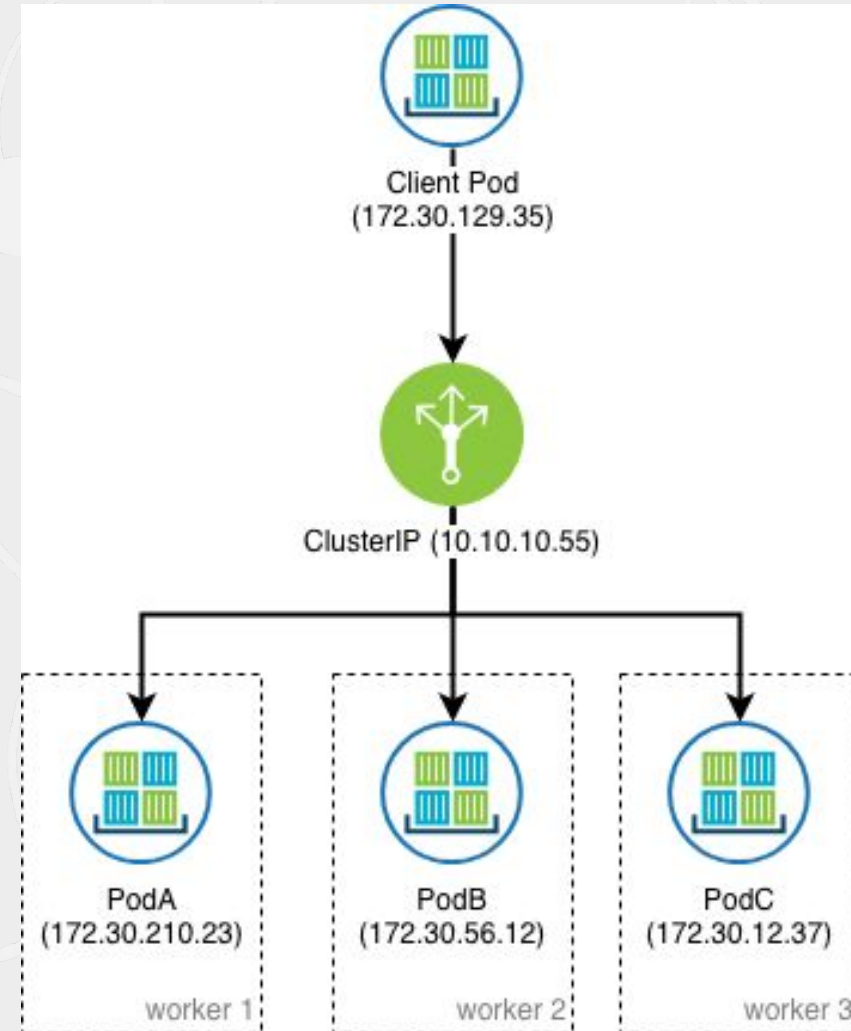 Client Pod
(172.30.129.35)
ClusterIP (10.10.10.55)
PodA
(172.30.210.23)
worker 1
PodB
(172.30.56.12)
worker 2
PodC
(172.30.12.37)
worker 3